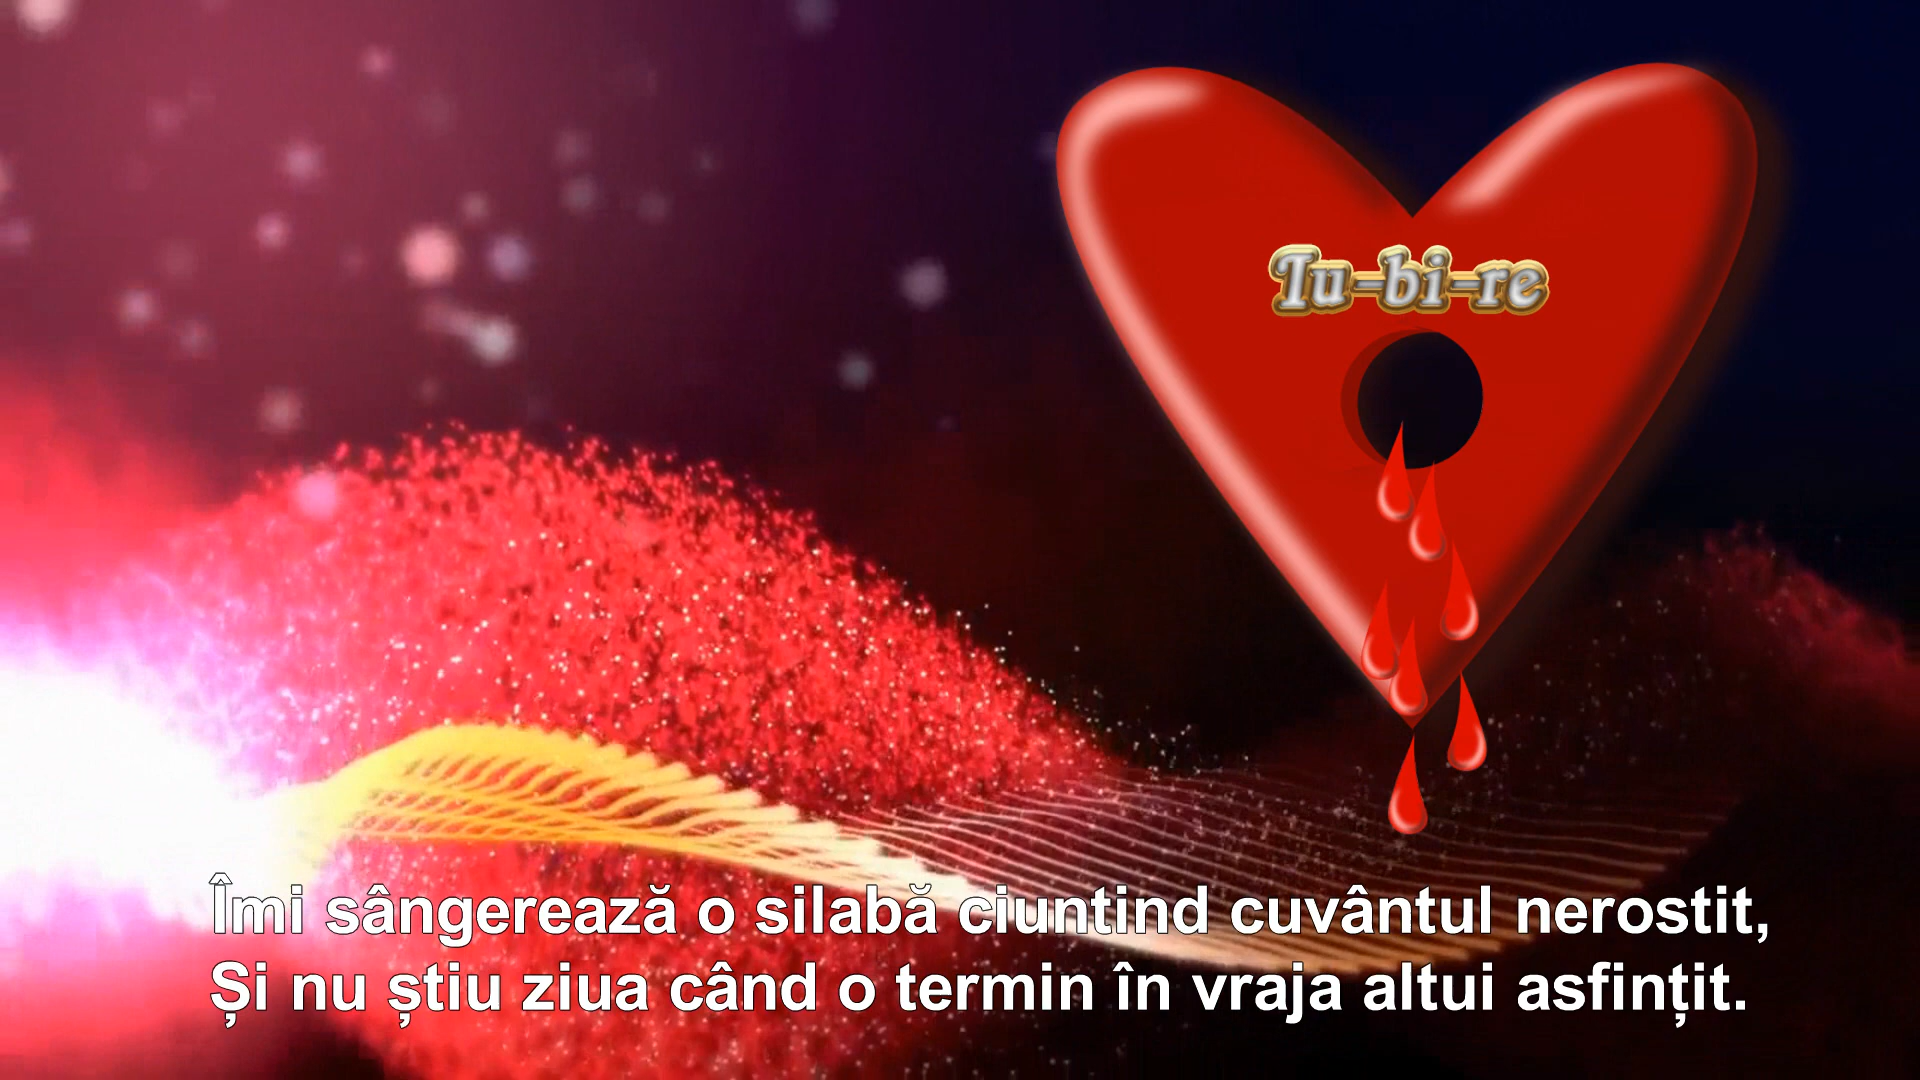 Iu-bi-re
Îmi sângerează o silabă ciuntind cuvântul nerostit,
Și nu știu ziua când o termin în vraja altui asfințit.